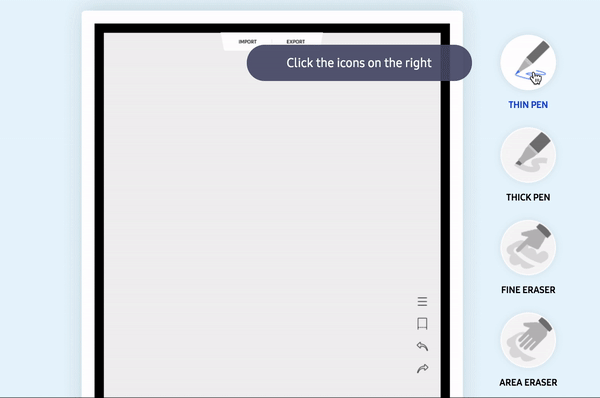 IMPORT EXPORT
Click the icons on the right
THIN PEN
THICK PEN
FINE ERASER
AREA ERASER